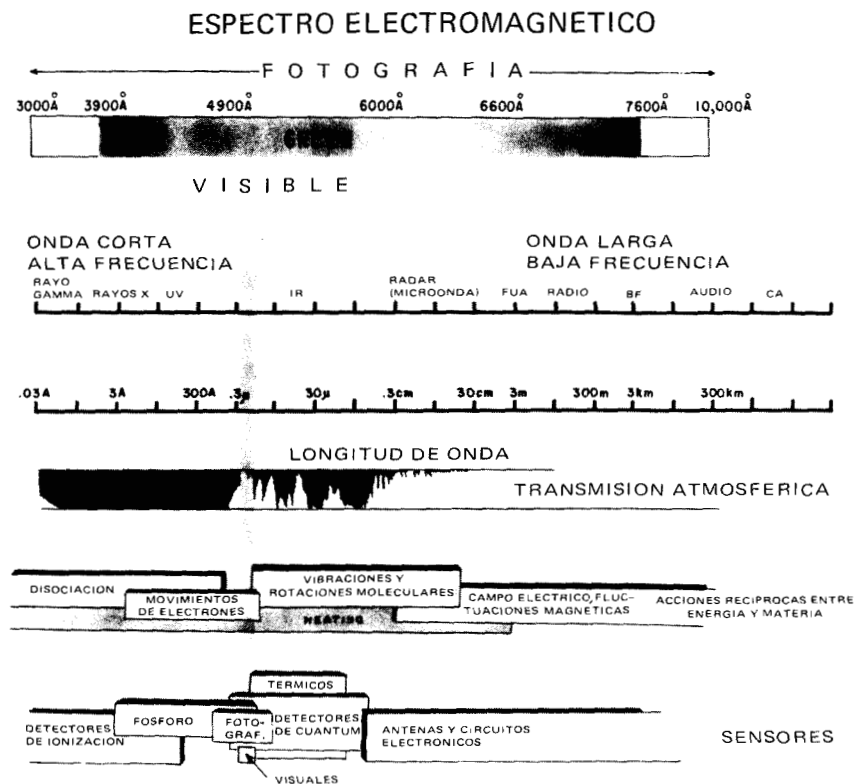 ESPECTRO ELECTROMAGNETICO
FOTOGRAFIA
3000Å 3900Å 4900Å 6000Å 6600Å 7600Å 10,000Å
VISIBLE
ONDA CORTA
ALTA FRECUENCIA
ONDA LARGA
BAJA FRECUENCIA
RAYO
GAMMA RAYOS X UV IR RADAR
(MICROONDA) FUA RADIO BF AUDIO CA
.03A 3A 300A .3μ 30μ .3cm 30cm 3m 300m 3km 300km
LONGITUD DE ONDA
TRANSMISION ATMOSFERICA
DISOCIACION
MOVIMIENTOS
DE ELECTRONES
VIBRACIONES Y
ROTACIONES MOLECULARES
HEATING
CAMPO ELECTRICO, FLUC-
TUACIONES MAGNETICAS
ACCIONES RECIPROCAS ENTRE
ENERGIA Y MATERIA
TERMICOS
DETECTORES
DE IONIZACION
FOSFORO
FOTO-
GRAF.
DETECTORES
DE CUANTUM
ANTENAS Y CIRCUITOS
ELECTRONICOS
SENSORES
VISUALES